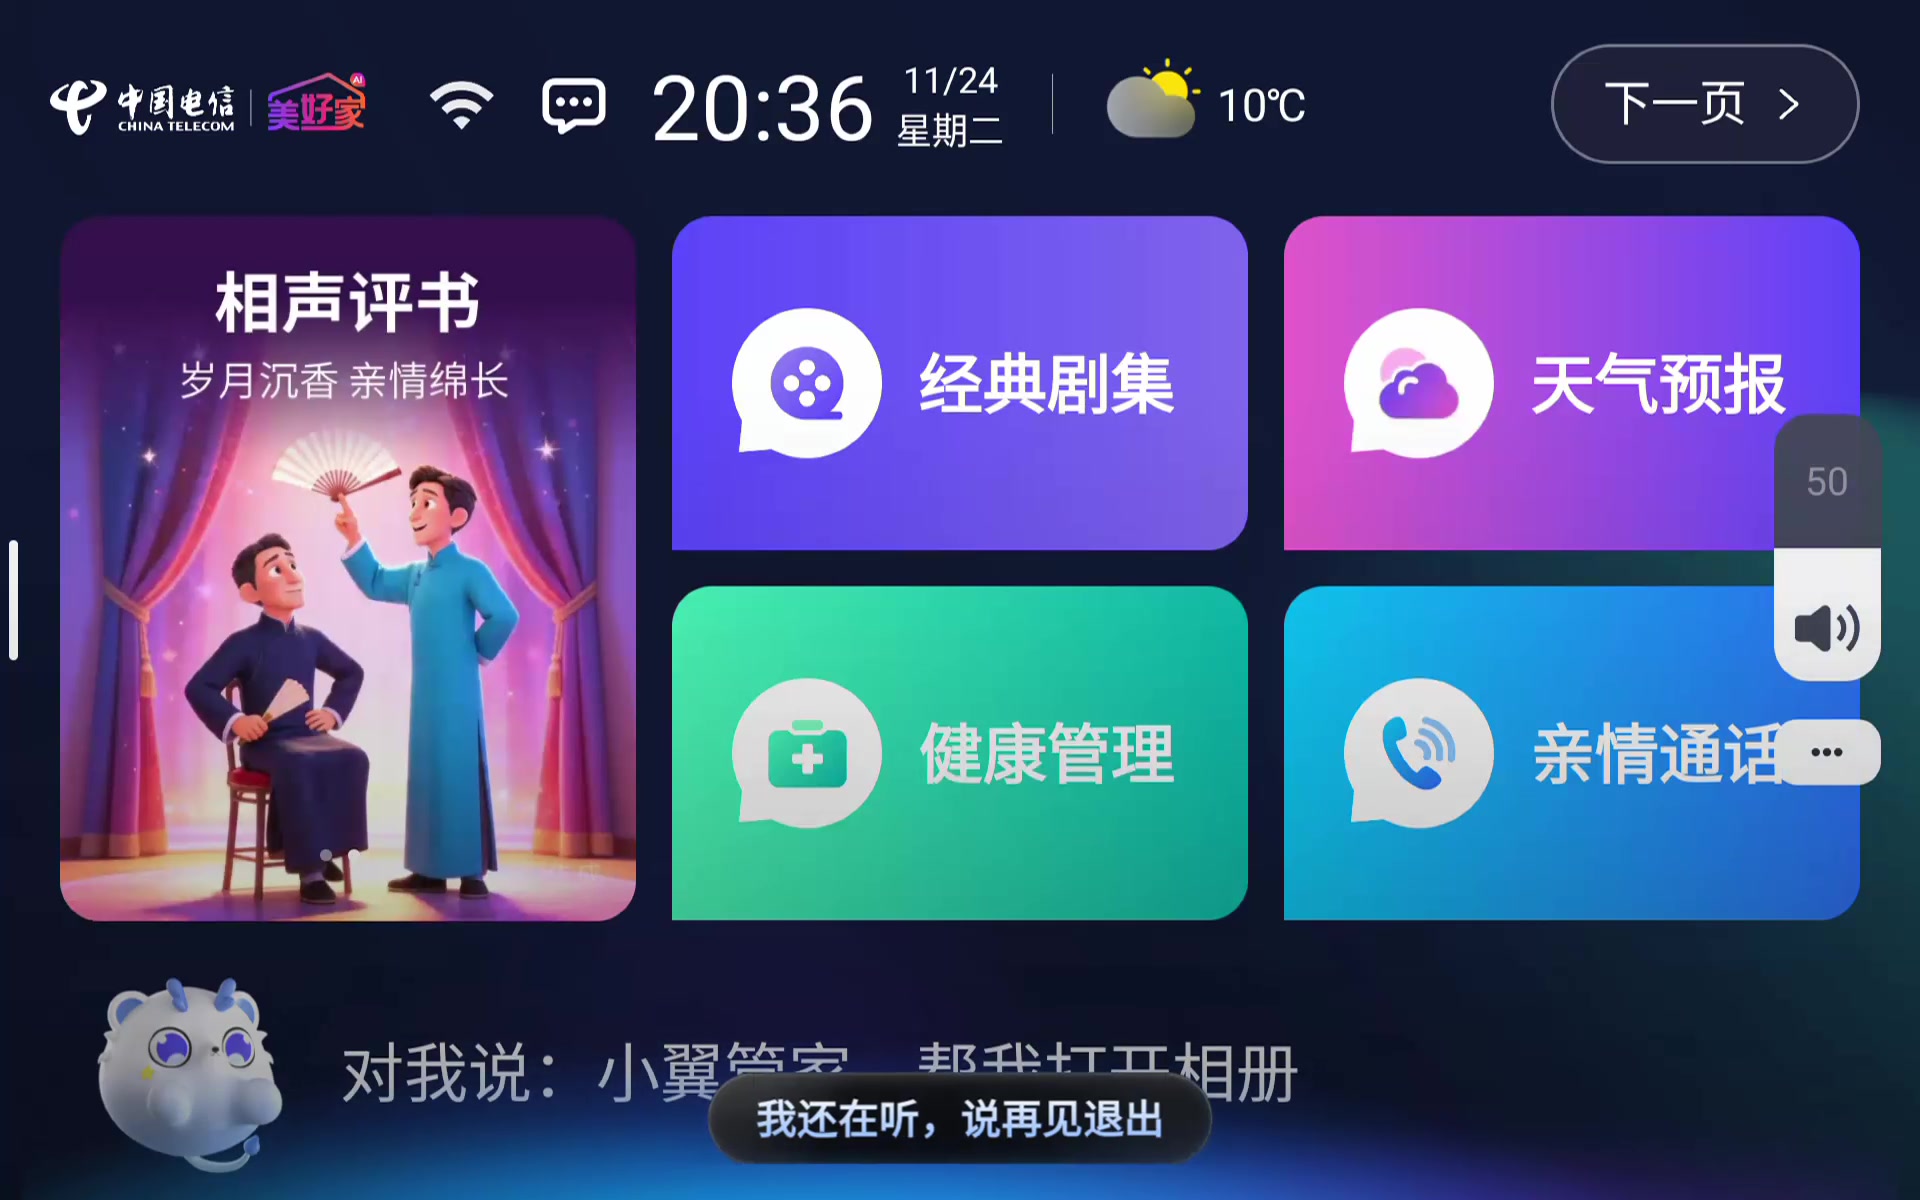 中国电信
CHINA TELECOM
美好家
AI
20:36
11/24
星期二
10℃
下一页
相声评书
岁月沉香 亲情绵长
经典剧集
天气预报
50
健康管理
亲情通话
对我说：小翼管家，帮我打开相册
我还在听，说再见退出